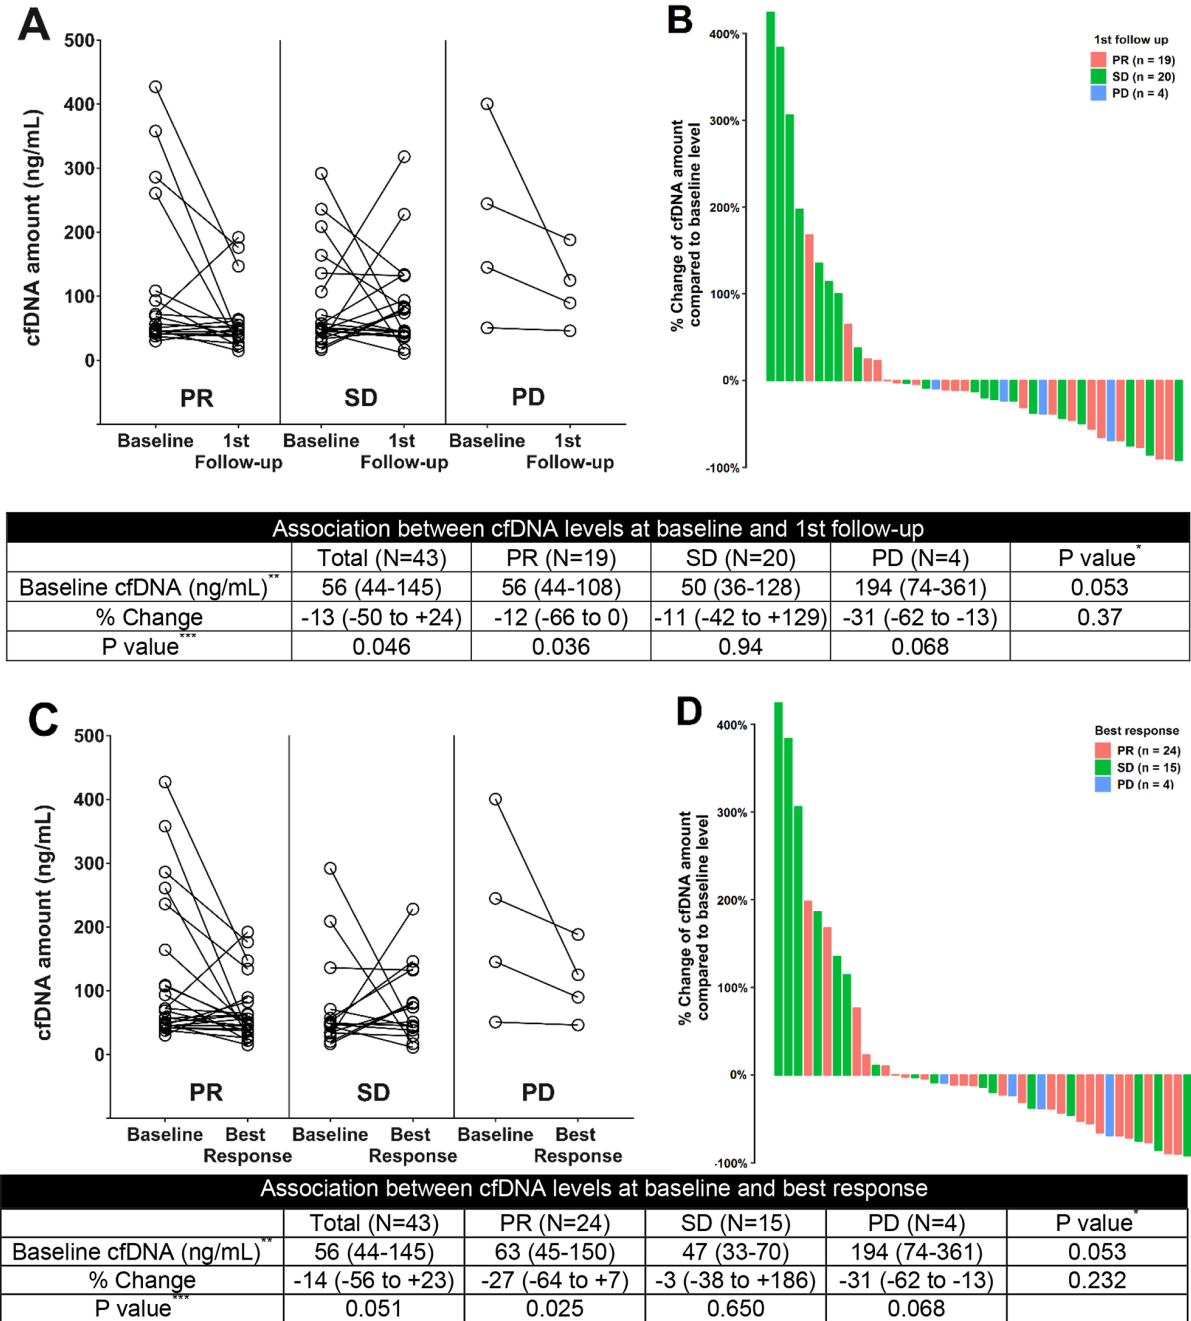 A
500
400
300
200
100
0
cfDNA amount (ng/mL)
PR
SD
PD
Baseline
1st
Follow-up
Baseline
1st
Follow-up
Baseline
1st
Follow-up
B
400%
300%
200%
100%
0%
-100%
% Change of cfDNA amount
compared to baseline level
1st follow up
PR (n = 19)
SD (n = 20)
PD (n = 4)
Association between cfDNA levels at baseline and 1st follow-up
Total (N=43) PR (N=19) SD (N=20) PD (N=4) P value*
Baseline cfDNA (ng/mL)** 56 (44-145) 56 (44-108) 50 (36-128) 194 (74-361) 0.053
% Change -13 (-50 to +24) -12 (-66 to 0) -11 (-42 to +129) -31 (-62 to -13) 0.37
P value*** 0.046 0.036 0.94 0.068
C
500
400
300
200
100
0
cfDNA amount (ng/mL)
PR
SD
PD
Baseline
Best
Response
Baseline
Best
Response
Baseline
Best
Response
D
400%
300%
200%
100%
0%
-100%
% Change of cfDNA amount
compared to baseline level
Best response
PR (n = 24)
SD (n = 15)
PD (n = 4)
Association between cfDNA levels at baseline and best response
Total (N=43) PR (N=24) SD (N=15) PD (N=4) P value*
Baseline cfDNA (ng/mL)** 56 (44-145) 63 (45-150) 47 (33-70) 194 (74-361) 0.053
% Change -14 (-56 to +23) -27 (-64 to +7) -3 (-38 to +186) -31 (-62 to -13) 0.232
P value*** 0.051 0.025 0.650 0.068